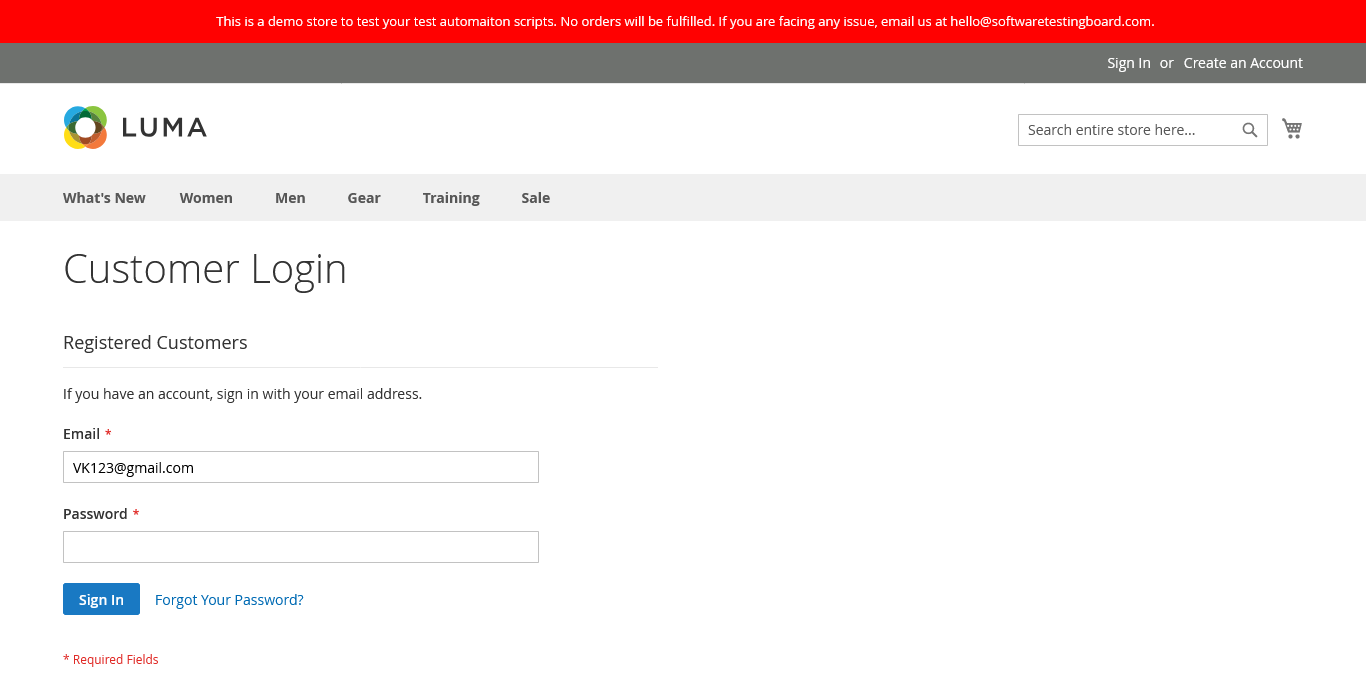 This is a demo store to test your test automaiton scripts. No orders will be fulfilled. If you are facing any issue, email us at hello@softwaretestingboard.com.
Sign In or Create an Account
LUMA
Search entire store here...
What's New Women Men Gear Training Sale
Customer Login
Registered Customers
If you have an account, sign in with your email address.
Email *
VK123@gmail.com
Password *
Sign In Forgot Your Password?
* Required Fields